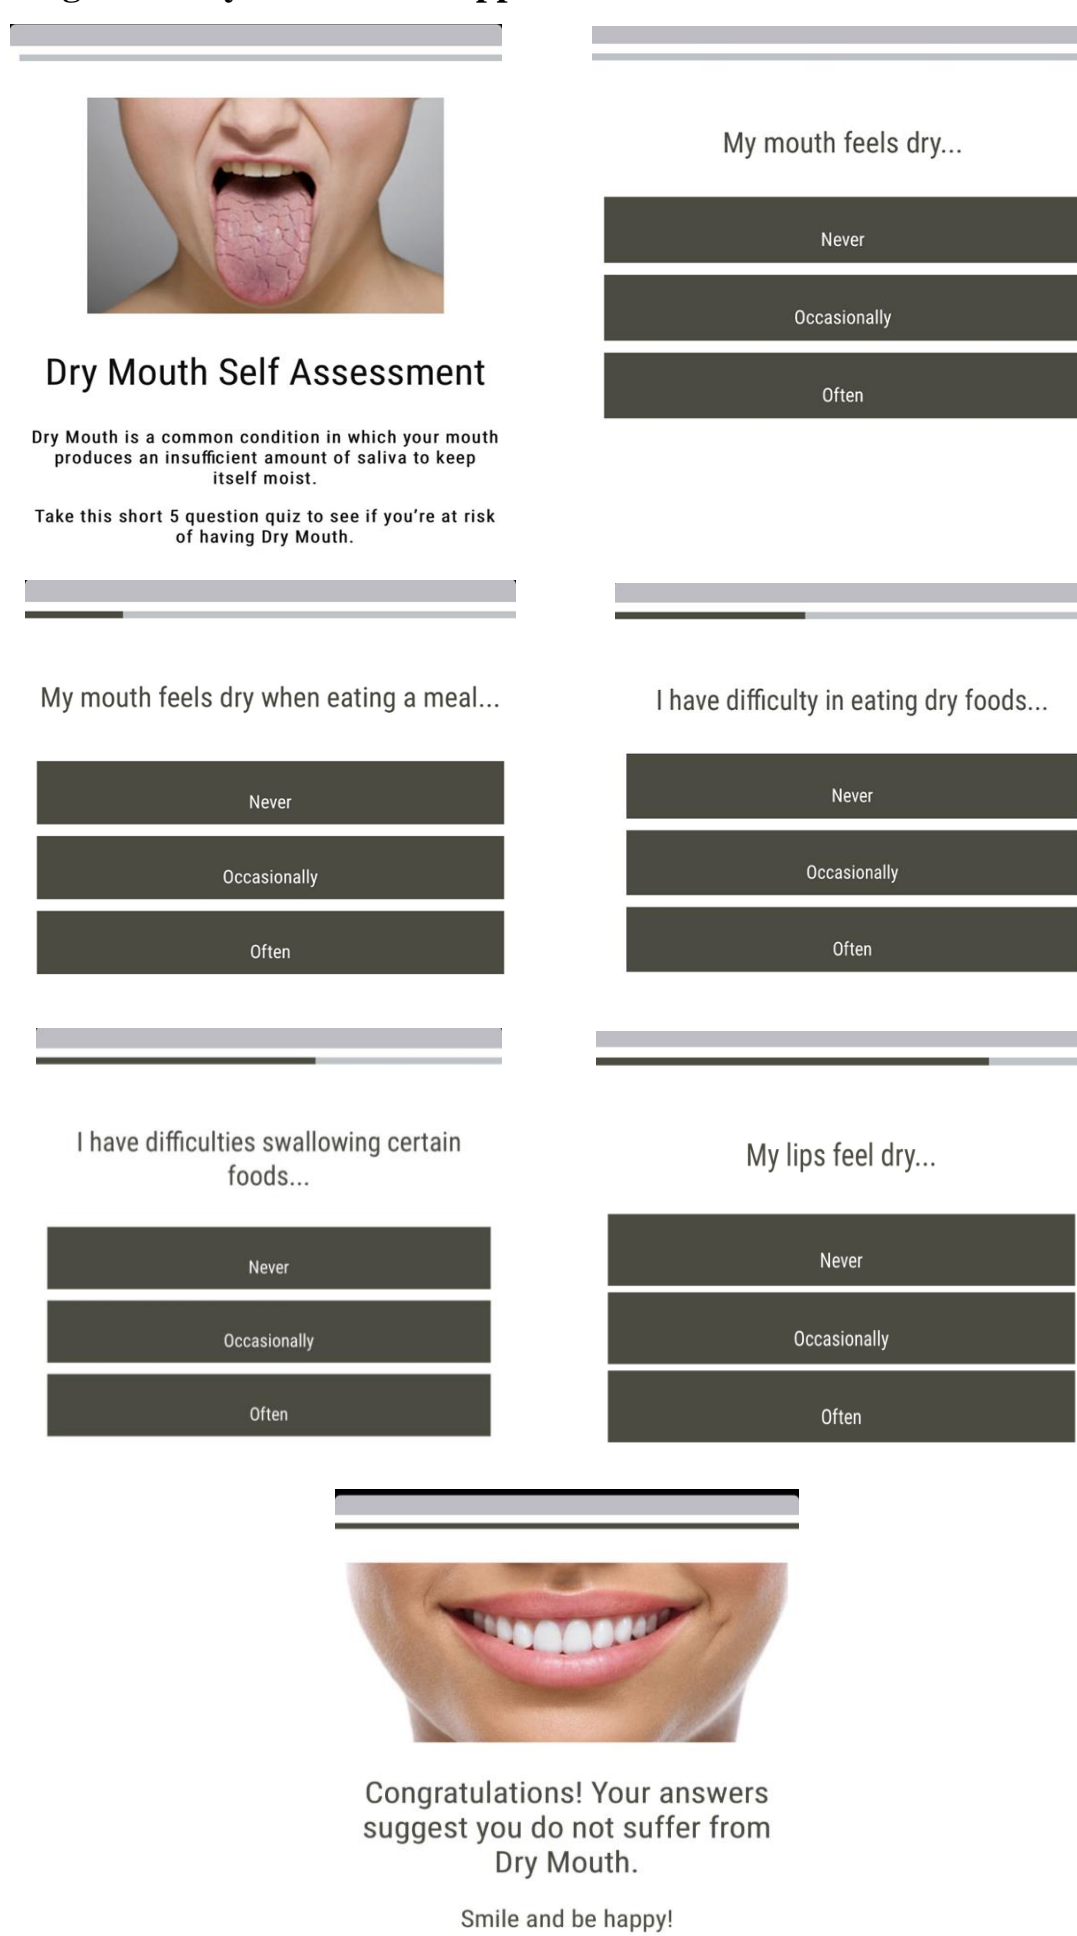 Dry Mouth Self Assessment
Dry Mouth is a common condition in which your mouth
produces an insufficient amount of saliva to keep
itself moist.
Take this short 5 question quiz to see if you're at risk
of having Dry Mouth.
My mouth feels dry...
Never
Occasionally
Often
My mouth feels dry when eating a meal...
Never
Occasionally
Often
I have difficulty in eating dry foods...
Never
Occasionally
Often
I have difficulties swallowing certain
foods...
Never
Occasionally
Often
My lips feel dry...
Never
Occasionally
Often
Congratulations! Your answers
suggest you do not suffer from
Dry Mouth.
Smile and be happy!